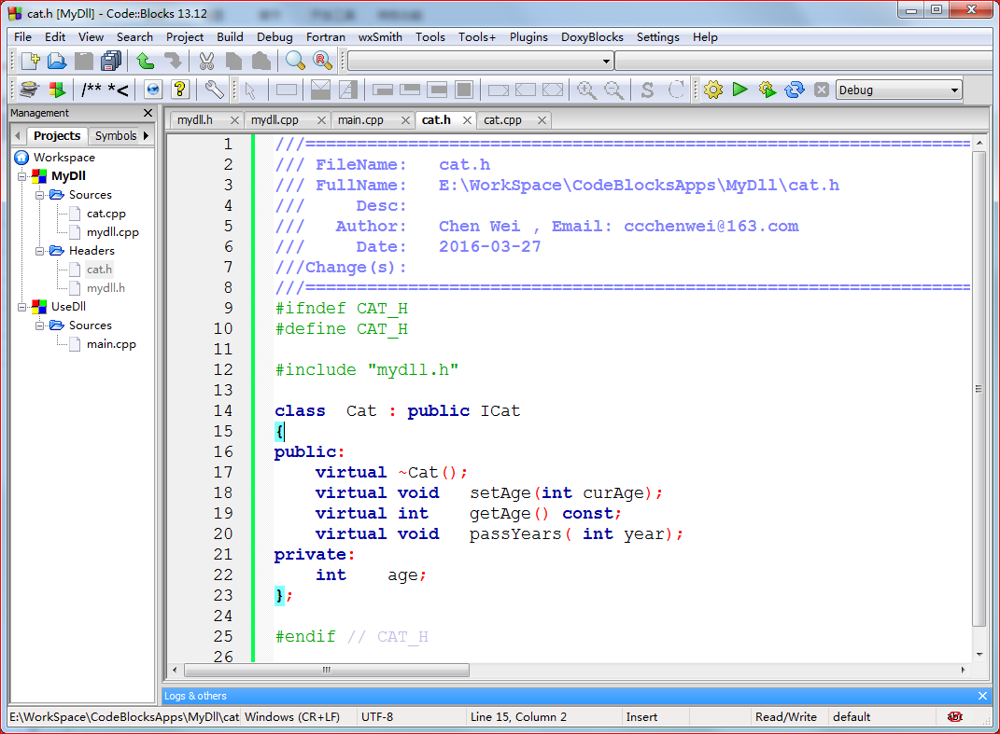 cat.h [MyDll] - Code::Blocks 13.12
File Edit View Search Project Build Debug Fortran wxSmith Tools Tools+ Plugins DoxyBlocks Settings Help
/** *<
Debug
Management
Projects Symbols
Workspace
MyDll
Sources
cat.cpp
mydll.cpp
Headers
cat.h
mydll.h
UseDll
Sources
main.cpp
mydll.h mydll.cpp main.cpp cat.h cat.cpp
1 ///==================================================================
2 /// FileName:   cat.h
3 /// FullName:   E:\WorkSpace\CodeBlocksApps\MyDll\cat.h
4 ///     Desc:
5 ///   Author:   Chen Wei , Email: ccchenwei@163.com
6 ///     Date:   2016-03-27
7 ///Change(s):
8 ///==================================================================
9 #ifndef CAT_H
10 #define CAT_H
11
12 #include "mydll.h"
13
14 class  Cat : public ICat
15 {
16 public:
17     virtual ~Cat();
18     virtual void   setAge(int curAge);
19     virtual int    getAge() const;
20     virtual void   passYears( int year);
21 private:
22     int    age;
23 };
24
25 #endif // CAT_H
26
Logs & others
E:\WorkSpace\CodeBlocksApps\MyDll\cat Windows (CR+LF) UTF-8 Line 15, Column 2 Insert Read/Write default